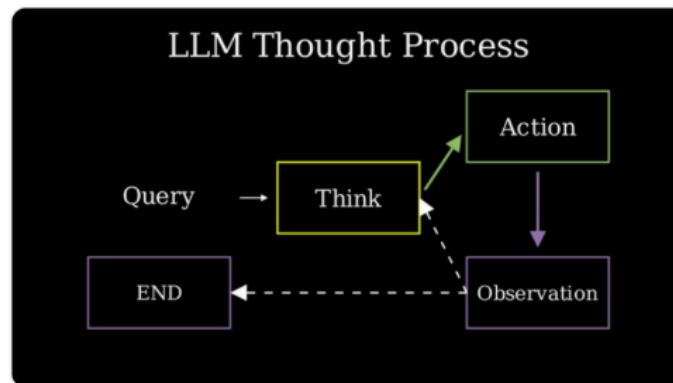 LLM Thought Process
Action
Query
Think
END
Observation